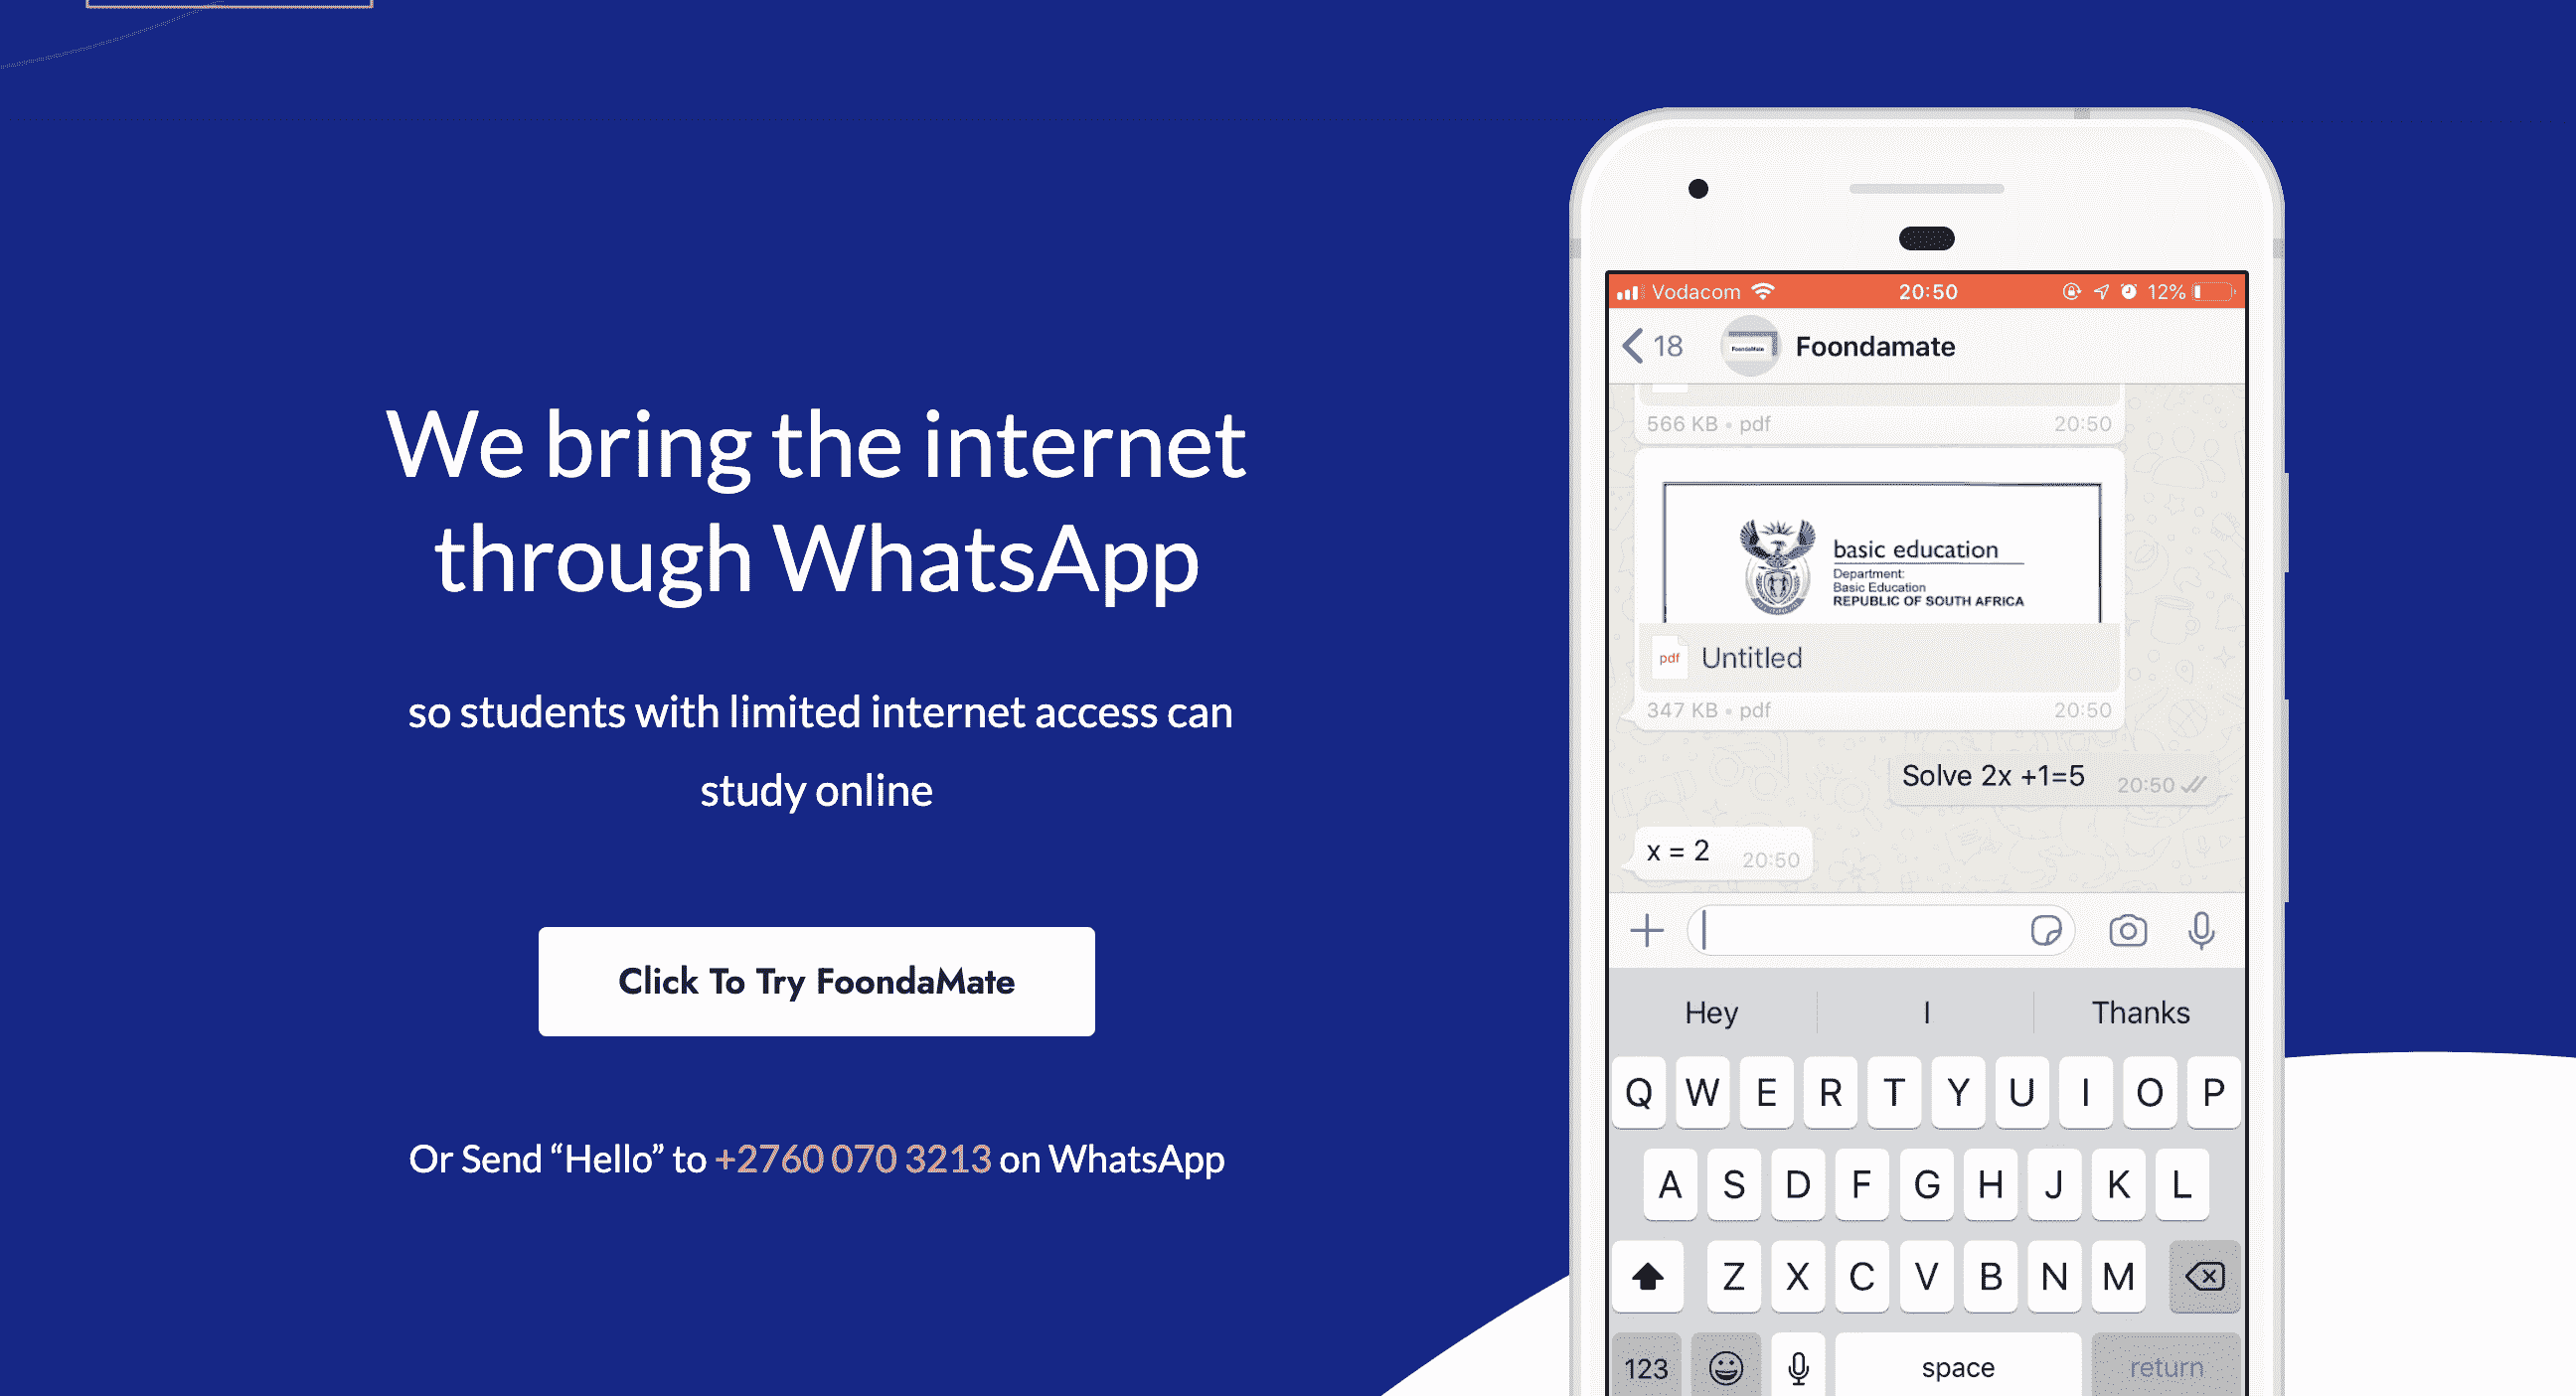 We bring the internet
through WhatsApp
so students with limited internet access can
study online
Click To Try FoondaMate
Or Send “Hello” to +2760 070 3213 on WhatsApp
Vodacom 20:50 12%
18 FoondaMate Foondamate
566 KB • pdf 20:50
basic education
Department:
Basic Education
REPUBLIC OF SOUTH AFRICA
pdf Untitled
347 KB • pdf 20:50
Solve 2x +1=5 20:50
x = 2 20:50
Hey I Thanks
Q W E R T Y U I O P
A S D F G H J K L
Z X C V B N M
123 space return